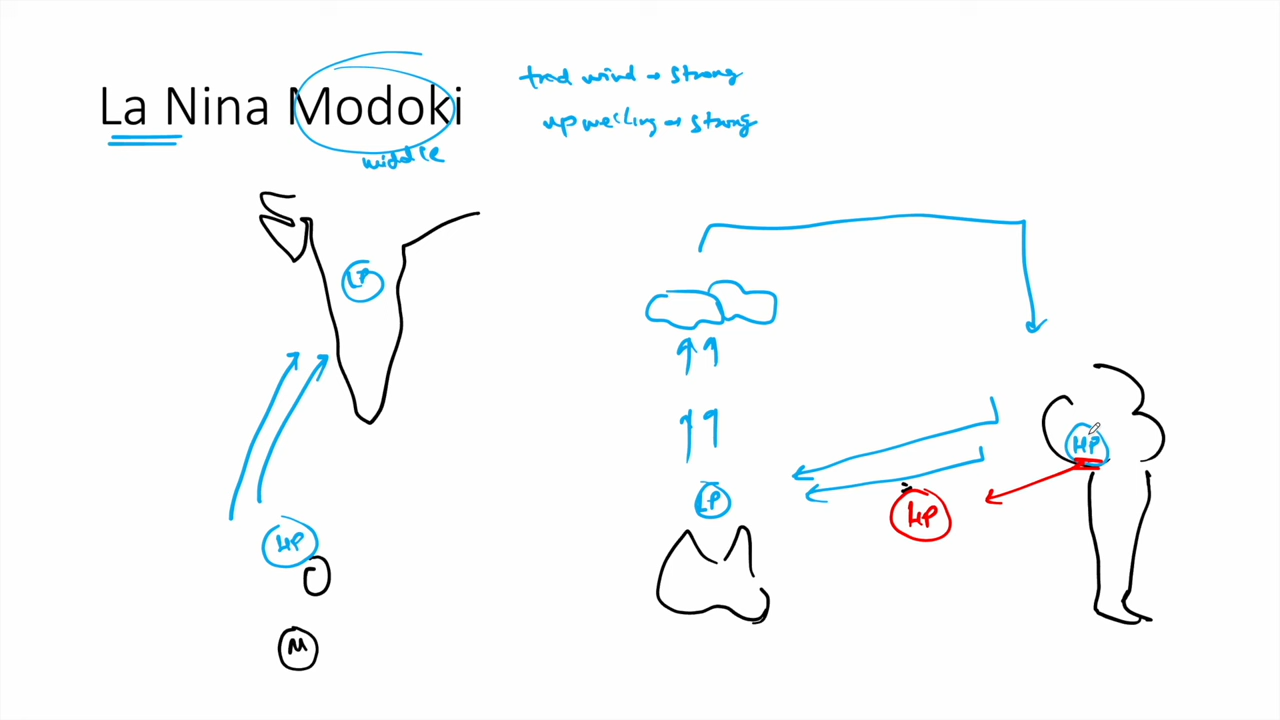 La Nina Modoki
middle
trad wind → strong
upwelling → strong
LP
HP
M
LP
HP
HP